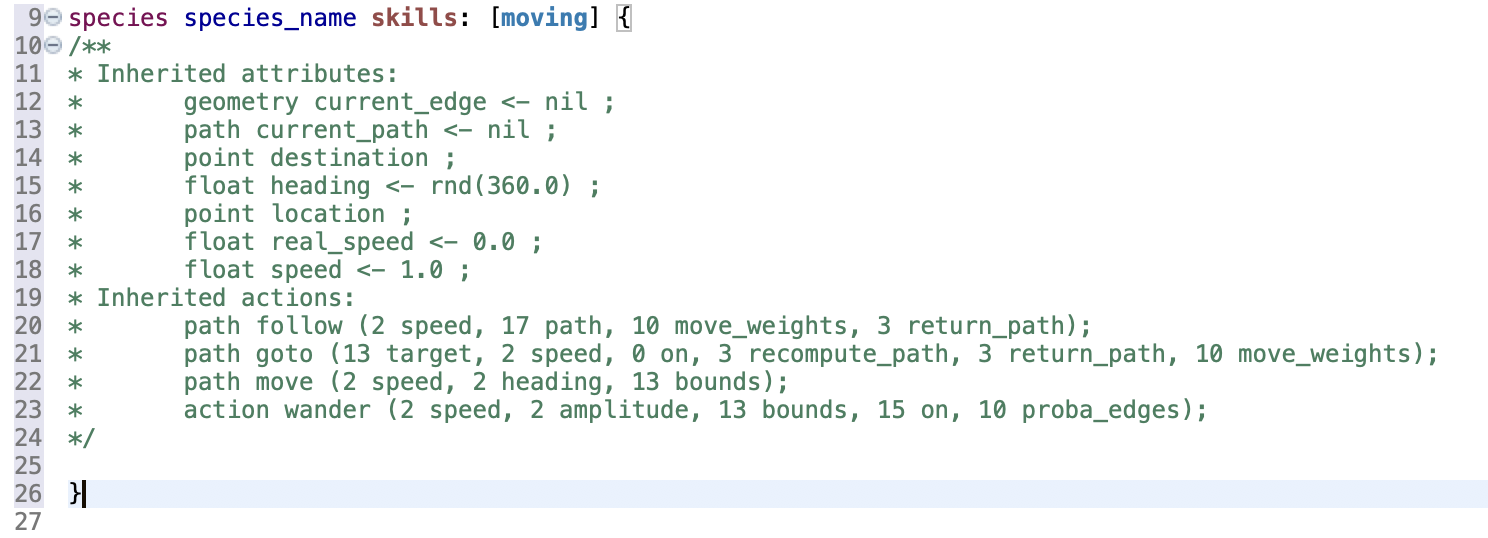 9 species species_name skills: [moving] {
10 /**
11 * Inherited attributes:
12 * geometry current_edge <- nil ;
13 * path current_path <- nil ;
14 * point destination ;
15 * float heading <- rnd(360.0) ;
16 * point location ;
17 * float real_speed <- 0.0 ;
18 * float speed <- 1.0 ;
19 * Inherited actions:
20 * path follow (2 speed, 17 path, 10 move_weights, 3 return_path);
21 * path goto (13 target, 2 speed, 0 on, 3 recompute_path, 3 return_path, 10 move_weights);
22 * path move (2 speed, 2 heading, 13 bounds);
23 * action wander (2 speed, 2 amplitude, 13 bounds, 15 on, 10 proba_edges);
24 */
25
26 }
27